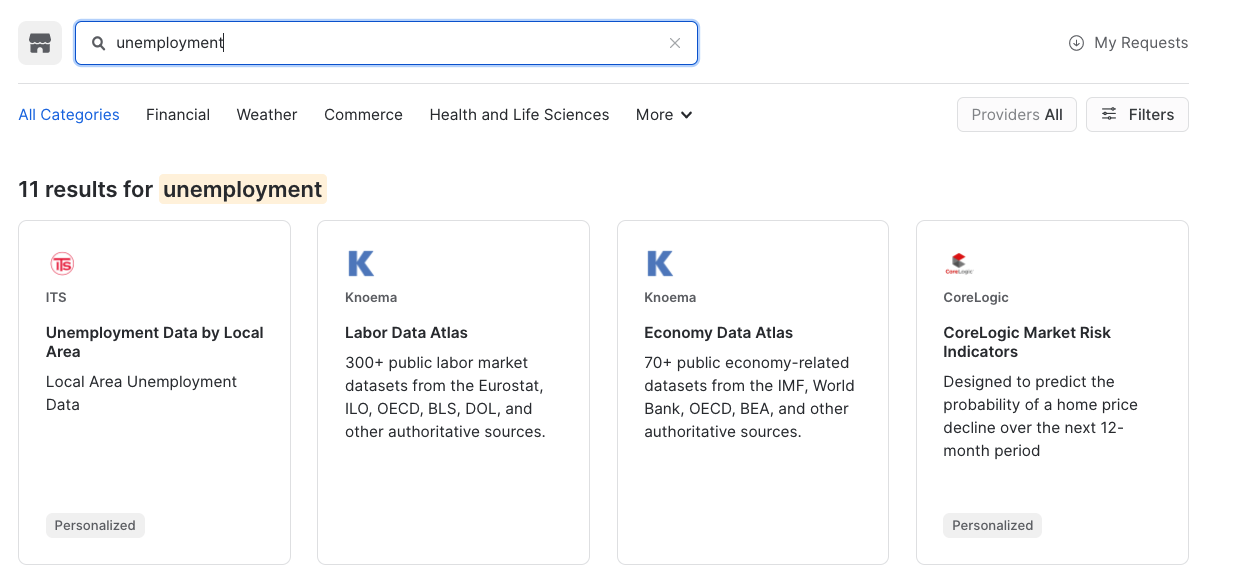 unemployment
My Requests
All Categories Financial Weather Commerce Health and Life Sciences More Providers All Filters
11 results for unemployment
ITS
ITS
Unemployment Data by Local
Area
Local Area Unemployment
Data
Personalized
K
Knoema
Labor Data Atlas
300+ public labor market
datasets from the Eurostat,
ILO, OECD, BLS, DOL, and
other authoritative sources.
K
Knoema
Economy Data Atlas
70+ public economy-related
datasets from the IMF, World
Bank, OECD, BEA, and other
authoritative sources.
CoreLogic
CoreLogic
CoreLogic Market Risk
Indicators
Designed to predict the
probability of a home price
decline over the next 12-
month period
Personalized